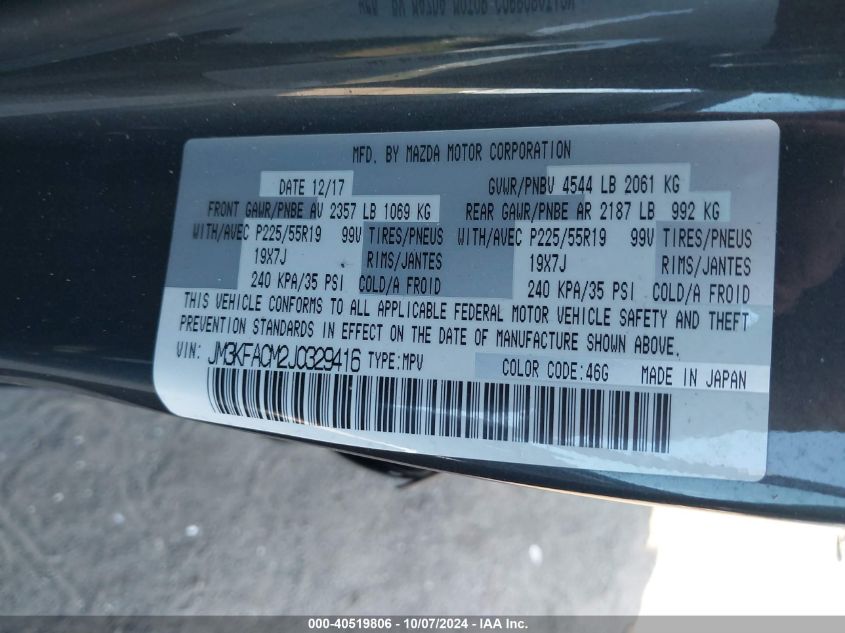 MFD. BY MAZDA MOTOR CORPORATION
DATE 12/17 GVWR/PNBV 4544 LB 2061 KG
FRONT GAWR/PNBE AV 2357 LB 1069 KG REAR GAWR/PNBE AR 2187 LB 992 KG
WITH/AVEC P225/55R19 99V TIRES/PNEUS WITH/AVEC P225/55R19 99V TIRES/PNEUS
19X7J RIMS/JANTES 19X7J RIMS/JANTES
240 KPA/35 PSI COLD/A FROID 240 KPA/35 PSI COLD/A FROID
THIS VEHICLE CONFORMS TO ALL APPLICABLE FEDERAL MOTOR VEHICLE SAFETY AND THEFT
PREVENTION STANDARDS IN EFFECT ON THE DATE OF MANUFACTURE SHOWN ABOVE.
VIN: JM3KFACM2J0329416 TYPE:MPV COLOR CODE:46G MADE IN JAPAN
000-40519806 - 10/07/2024 - IAA Inc.